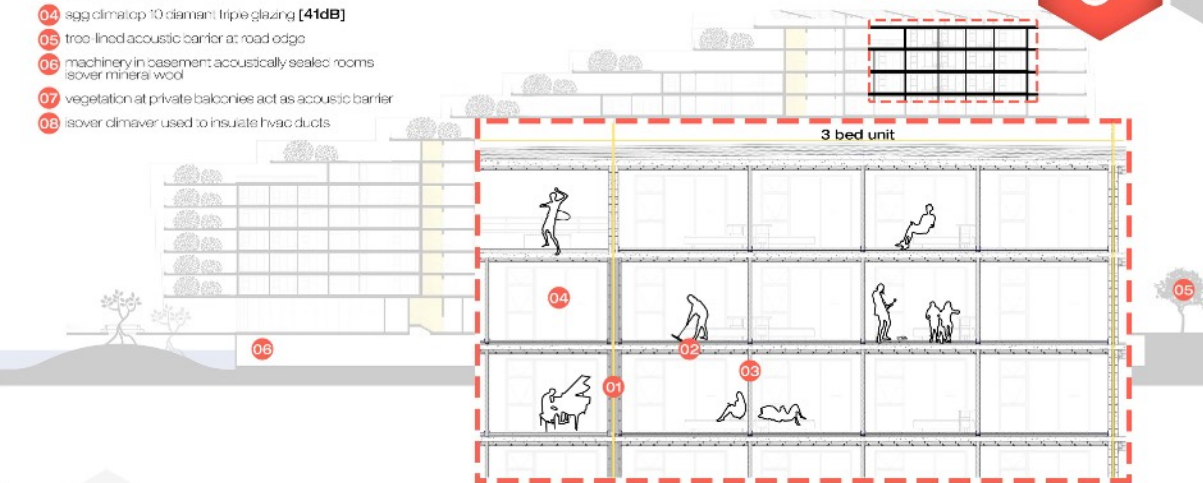 04 sgg climatop 10 diamant triple glazing [41dB]
05 tree-lined acoustic barrier at road edge
06 machinery in basement acoustically sealed rooms
isover mineral wool
07 vegetation at private balconies act as acoustic barrier
08 isover climaver used to insulate hvac ducts
3 bed unit
04
05
06
02
03
01